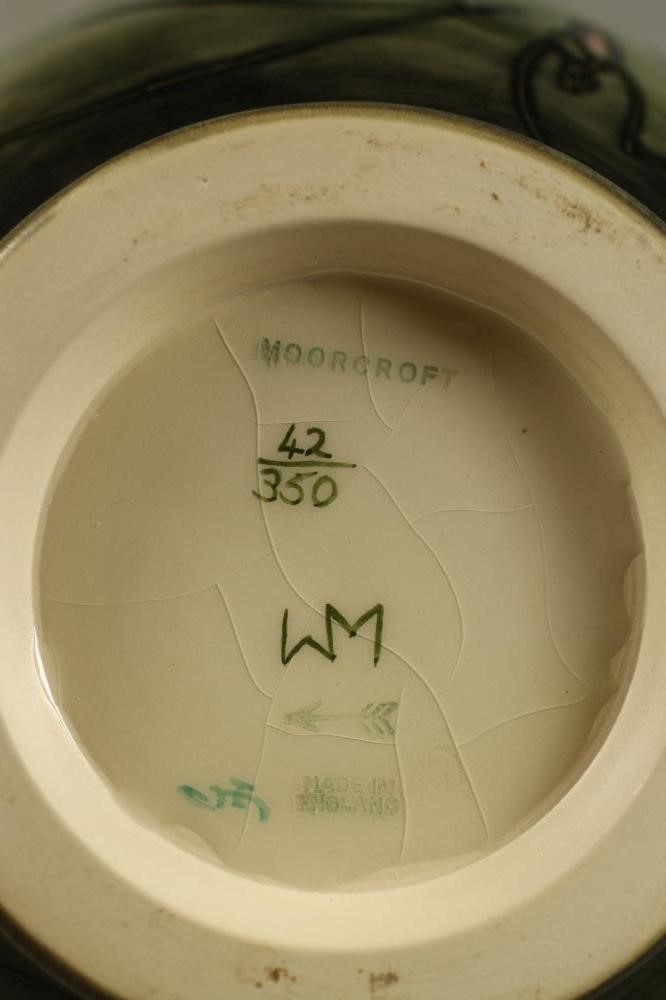 MOORCROFT
42
350
WM
MADE IN
ENGLAND